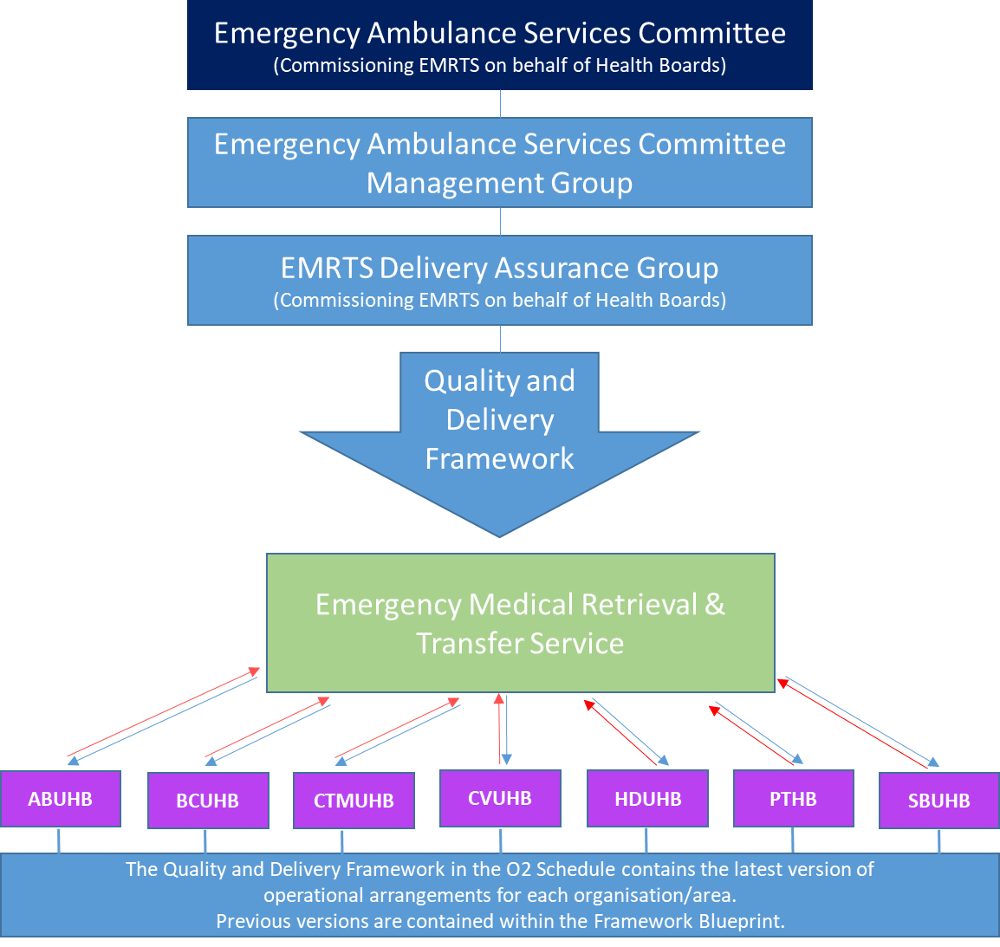 Emergency Ambulance Services Committee
(Commissioning EMRTS on behalf of Health Boards)
Emergency Ambulance Services Committee
Management Group
EMRTS Delivery Assurance Group
(Commissioning EMRTS on behalf of Health Boards)
Quality and
Delivery
Framework
Emergency Medical Retrieval &
Transfer Service
ABUHB
BCUHB
CTMUHB
CVUHB
HDUHB
PTHB
SBUHB
The Quality and Delivery Framework in the O2 Schedule contains the latest version of
operational arrangements for each organisation/area.
Previous versions are contained within the Framework Blueprint.